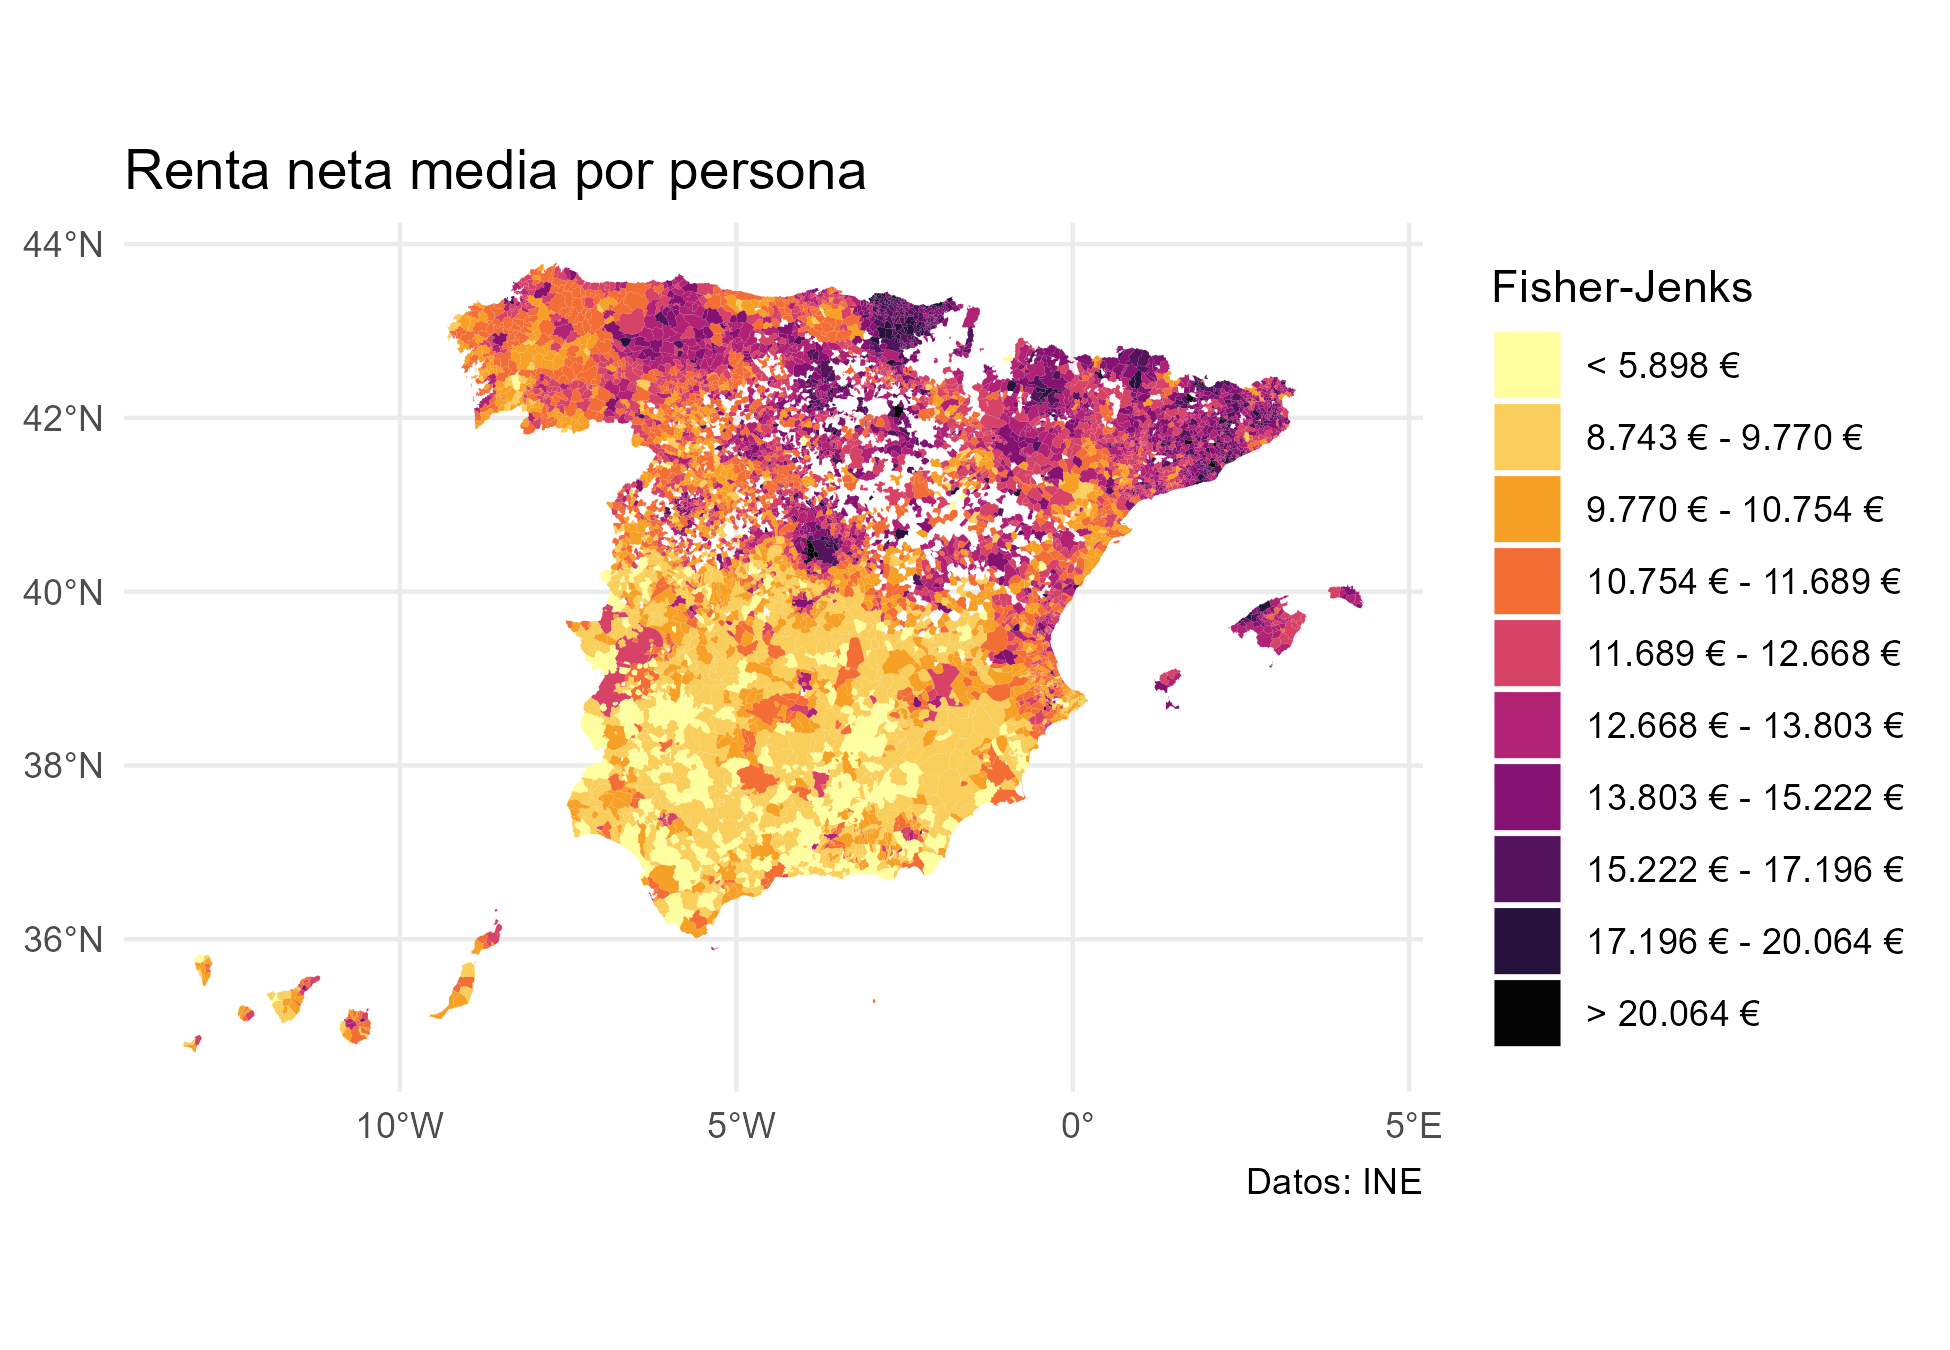 Renta neta media por persona
44°N
42°N
40°N
38°N
36°N
10°W
5°W
0°
5°E
Datos: INE
Fisher-Jenks
< 5.898 €
8.743 € - 9.770 €
9.770 € - 10.754 €
10.754 € - 11.689 €
11.689 € - 12.668 €
12.668 € - 13.803 €
13.803 € - 15.222 €
15.222 € - 17.196 €
17.196 € - 20.064 €
> 20.064 €